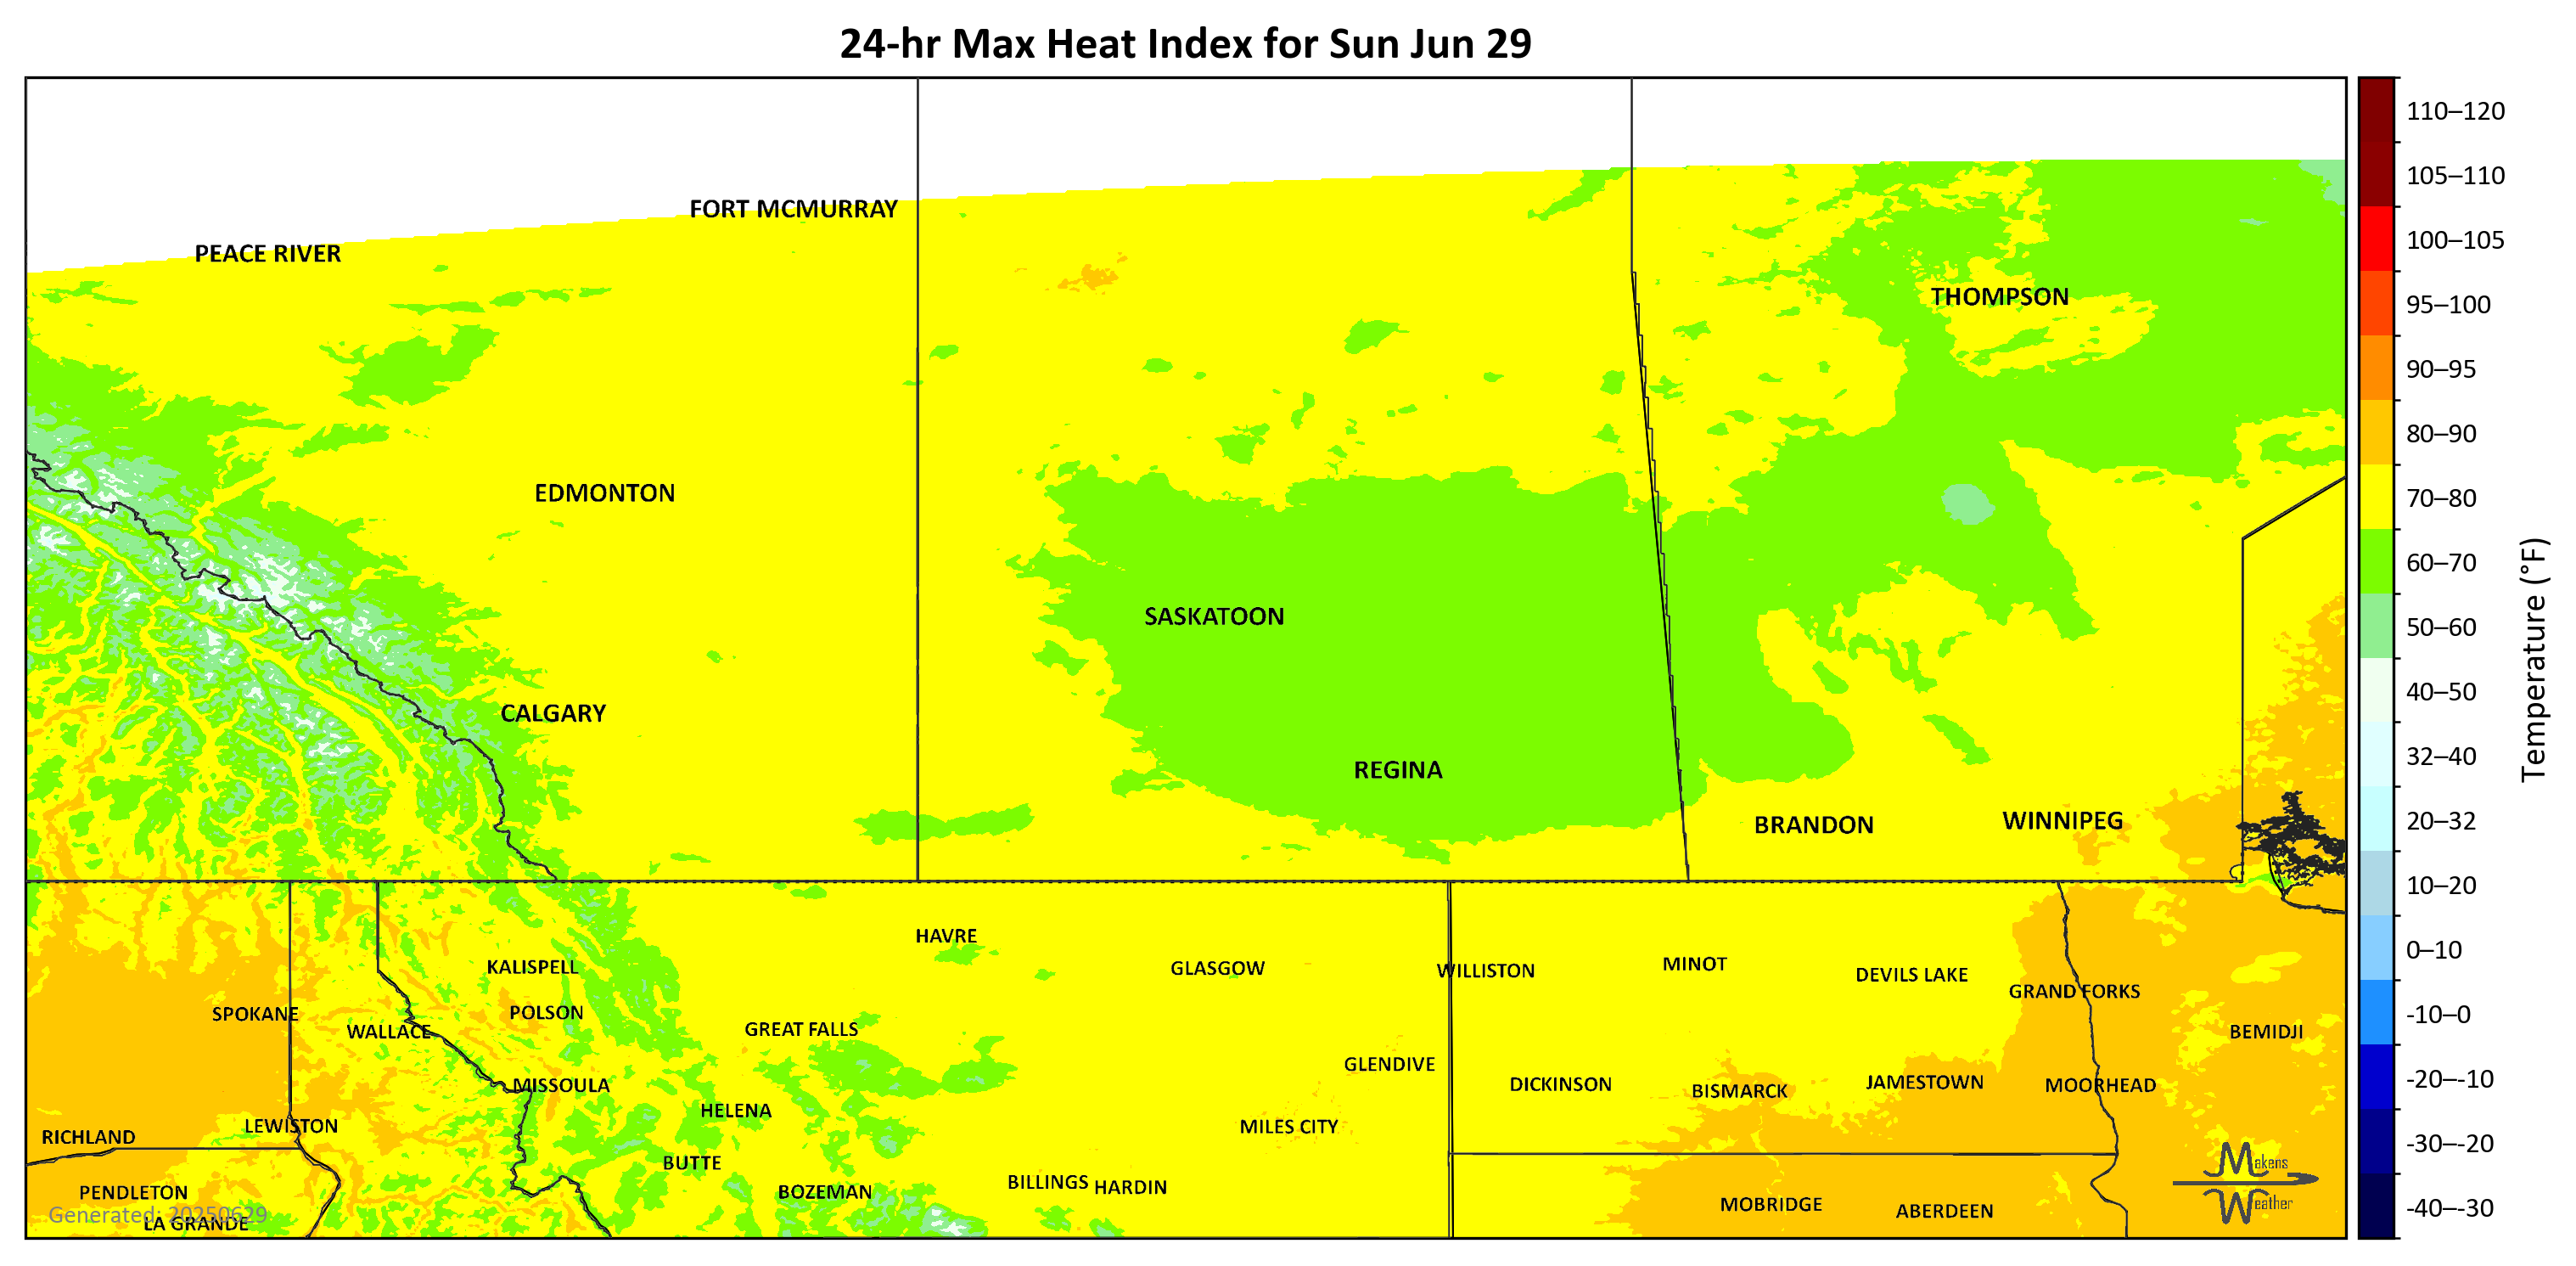 24-hr Max Heat Index for Sun Jun 29
FORT MCMURRAY
PEACE RIVER
THOMPSON
EDMONTON
SASKATOON
CALGARY
REGINA
BRANDON
WINNIPEG
HAVRE
KALISPELL
GLASGOW
WILLISTON
MINOT
DEVILS LAKE
GRAND FORKS
SPOKANE
POLSON
WALLACE
GREAT FALLS
BEMIDJI
GLENDIVE
MISSOULA
DICKINSON
BISMARCK
JAMESTOWN
MOORHEAD
HELENA
LEWISTON
MILES CITY
RICHLAND
BUTTE
PENDLETON
BOZEMAN
BILLINGS
HARDIN
MOBRIDGE
ABERDEEN
Generated: 20250629
LA GRANDE
Makens
Weather
110–120
105–110
100–105
95–100
90–95
80–90
70–80
60–70
50–60
40–50
32–40
20–32
10–20
0–10
-10–0
-20–-10
-30–-20
-40–-30
Temperature (°F)